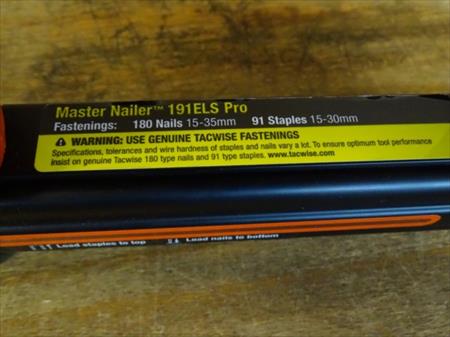 Master Nailer™ 191ELS Pro
Fastenings: 180 Nails 15-35mm 91 Staples 15-30mm
WARNING: USE GENUINE TACWISE FASTENINGS
Specifications, tolerances and wire hardness of staples and nails vary a lot. To ensure optimum tool performance
insist on genuine Tacwise 180 type nails and 91 type staples. www.tacwise.com
Load staples to top Load nails to bottom